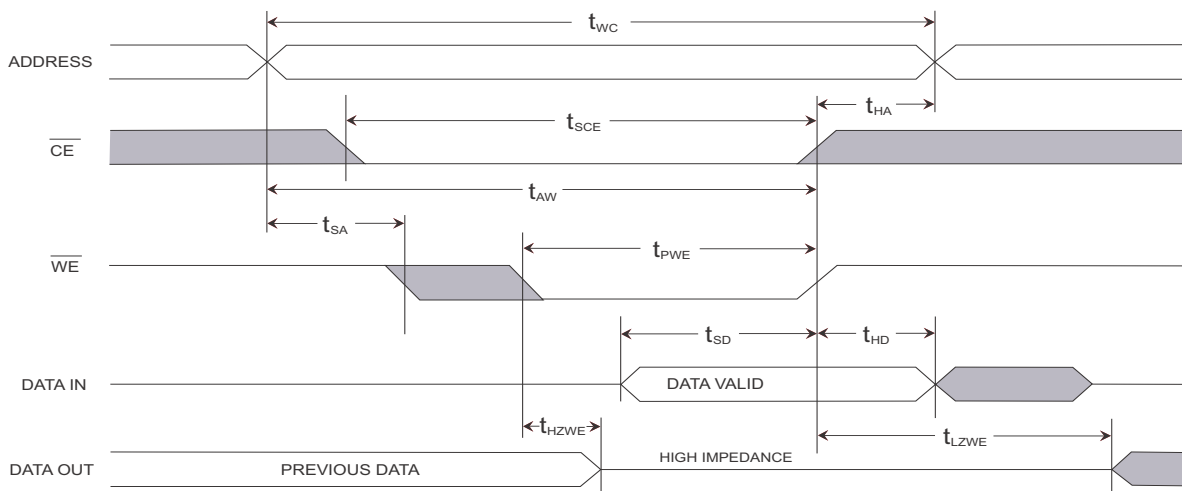 tWC
ADDRESS
tHA
tSCE
CE
tAW
tSA
tPWE
WE
tSD
tHD
DATA IN
DATA VALID
tHZWE
tLZWE
DATA OUT
PREVIOUS DATA
HIGH IMPEDANCE